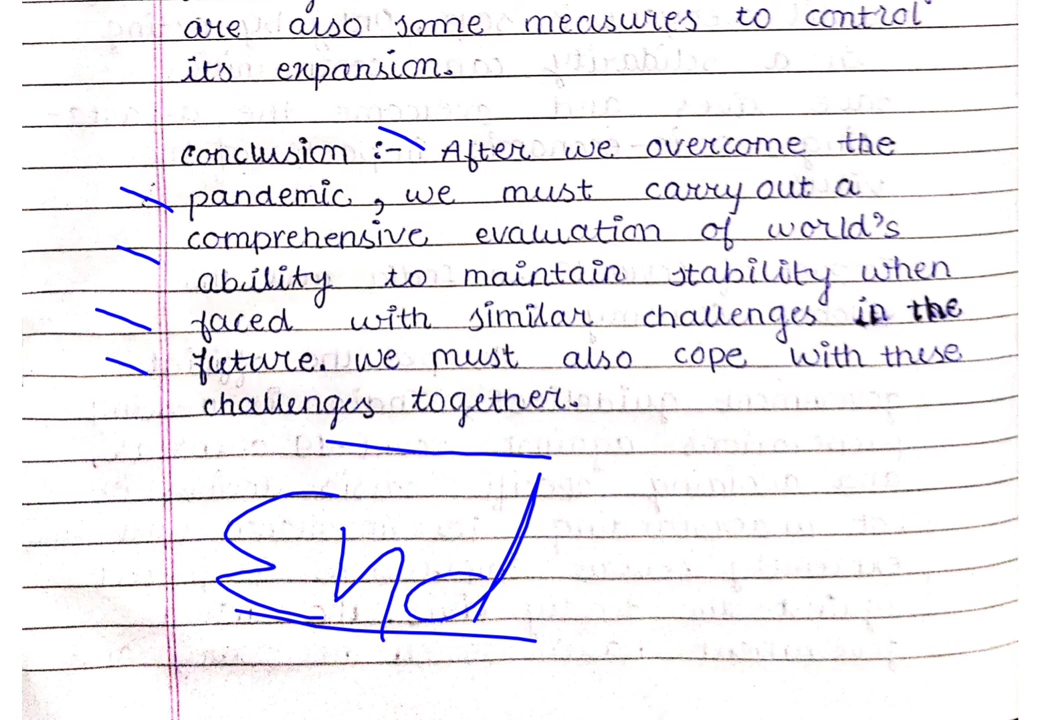 are also some measures to control
its expansion.
conclusion :- After we overcome the
pandemic, we must carry out a
comprehensive evaluation of world's
ability to maintain stability when
faced with similar challenges in the
future. we must also cope with these
challenges together.
End